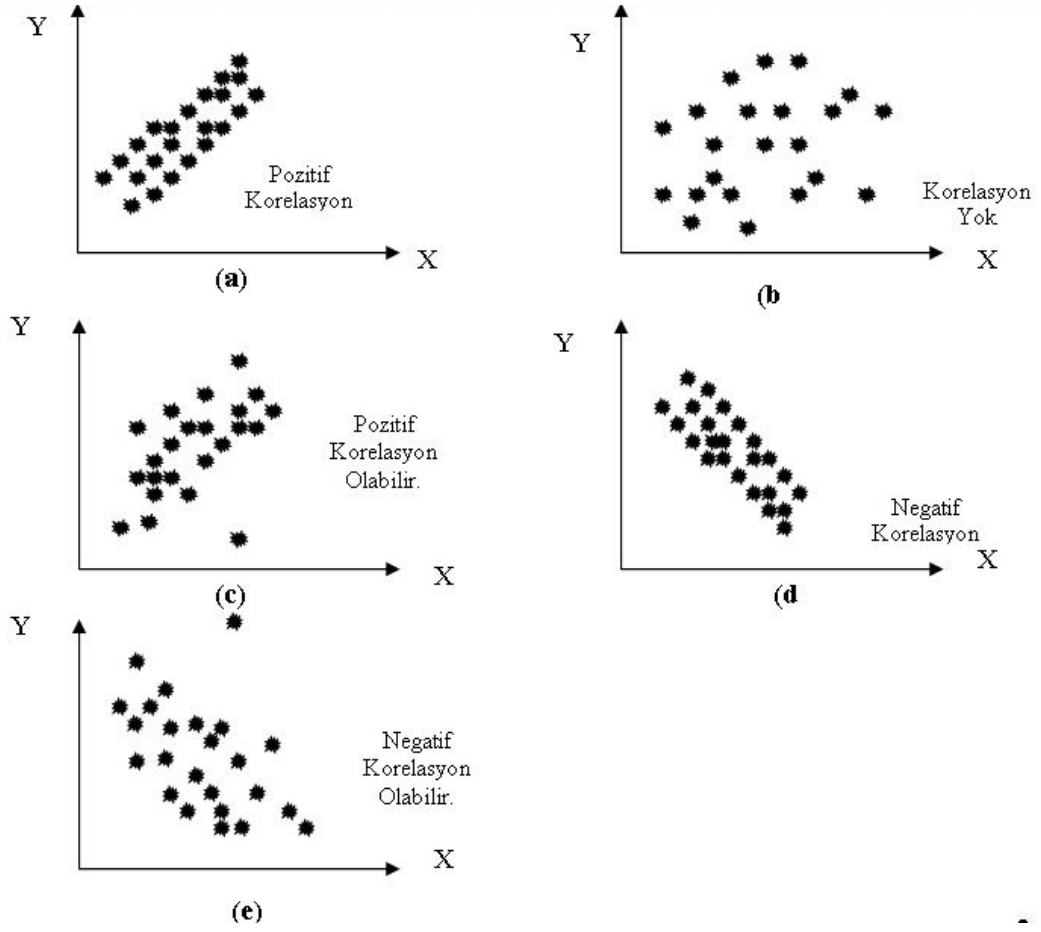 Y
Pozitif
Korelasyon
X
(a)
Y
Korelasyon
Yok
X
(b
Y
Pozitif
Korelasyon
Olabilir.
X
(c)
Y
Negatif
Korelasyon
X
(d
Y
Negatif
Korelasyon
Olabilir.
X
(e)